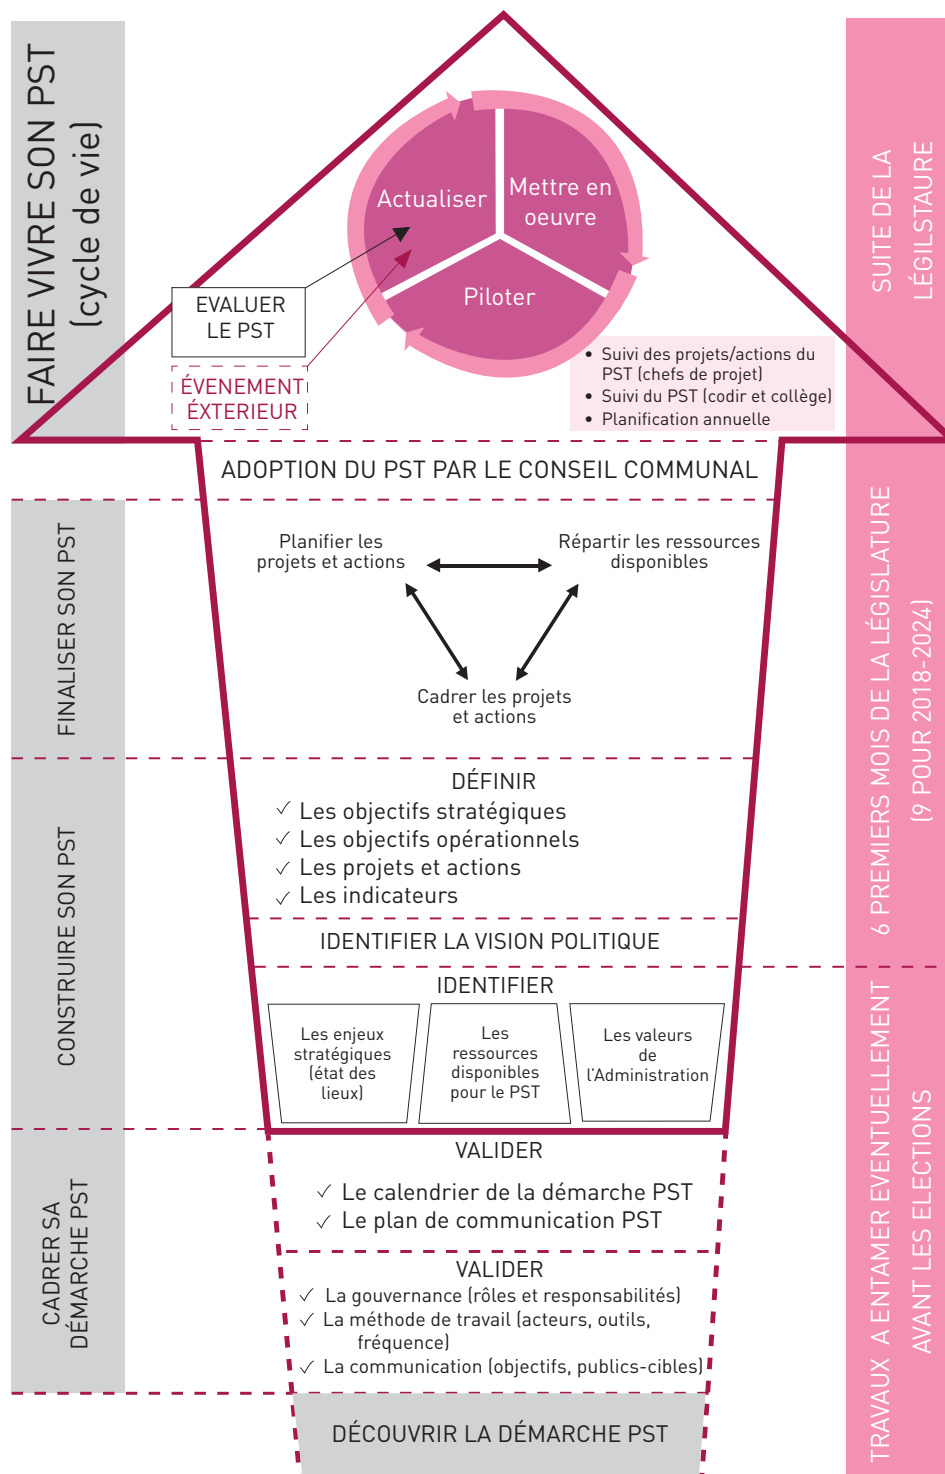 FAIRE VIVRE SON PST
(cycle de vie)
SUITE DE LA
LÉGILSTAURE
Actualiser
Mettre en
oeuvre
Piloter
EVALUER
LE PST
ÉVENEMENT
ÉXTERIEUR
• Suivi des projets/actions du
PST (chefs de projet)
• Suivi du PST (codir et collège)
• Planification annuelle
ADOPTION DU PST PAR LE CONSEIL COMMUNAL
FINALISER SON PST
Planifier les
projets et actions
Répartir les ressources
disponibles
Cadrer les projets
et actions
6 PREMIERS MOIS DE LA LÉGISLATURE
(9 POUR 2018-2024)
CONSTRUIRE SON PST
DÉFINIR
✓ Les objectifs stratégiques
✓ Les objectifs opérationnels
✓ Les projets et actions
✓ Les indicateurs
IDENTIFIER LA VISION POLITIQUE
IDENTIFIER
Les enjeux
stratégiques
(état des
lieux)
Les
ressources
disponibles
pour le PST
Les valeurs
de
l'Administration
TRAVAUX A ENTAMER EVENTUELLEMENT
AVANT LES ELECTIONS
CADRER SA
DÉMARCHE PST
VALIDER
✓ Le calendrier de la démarche PST
✓ Le plan de communication PST
VALIDER
✓ La gouvernance (rôles et responsabilités)
✓ La méthode de travail (acteurs, outils,
fréquence)
✓ La communication (objectifs, publics-cibles)
DÉCOUVRIR LA DÉMARCHE PST